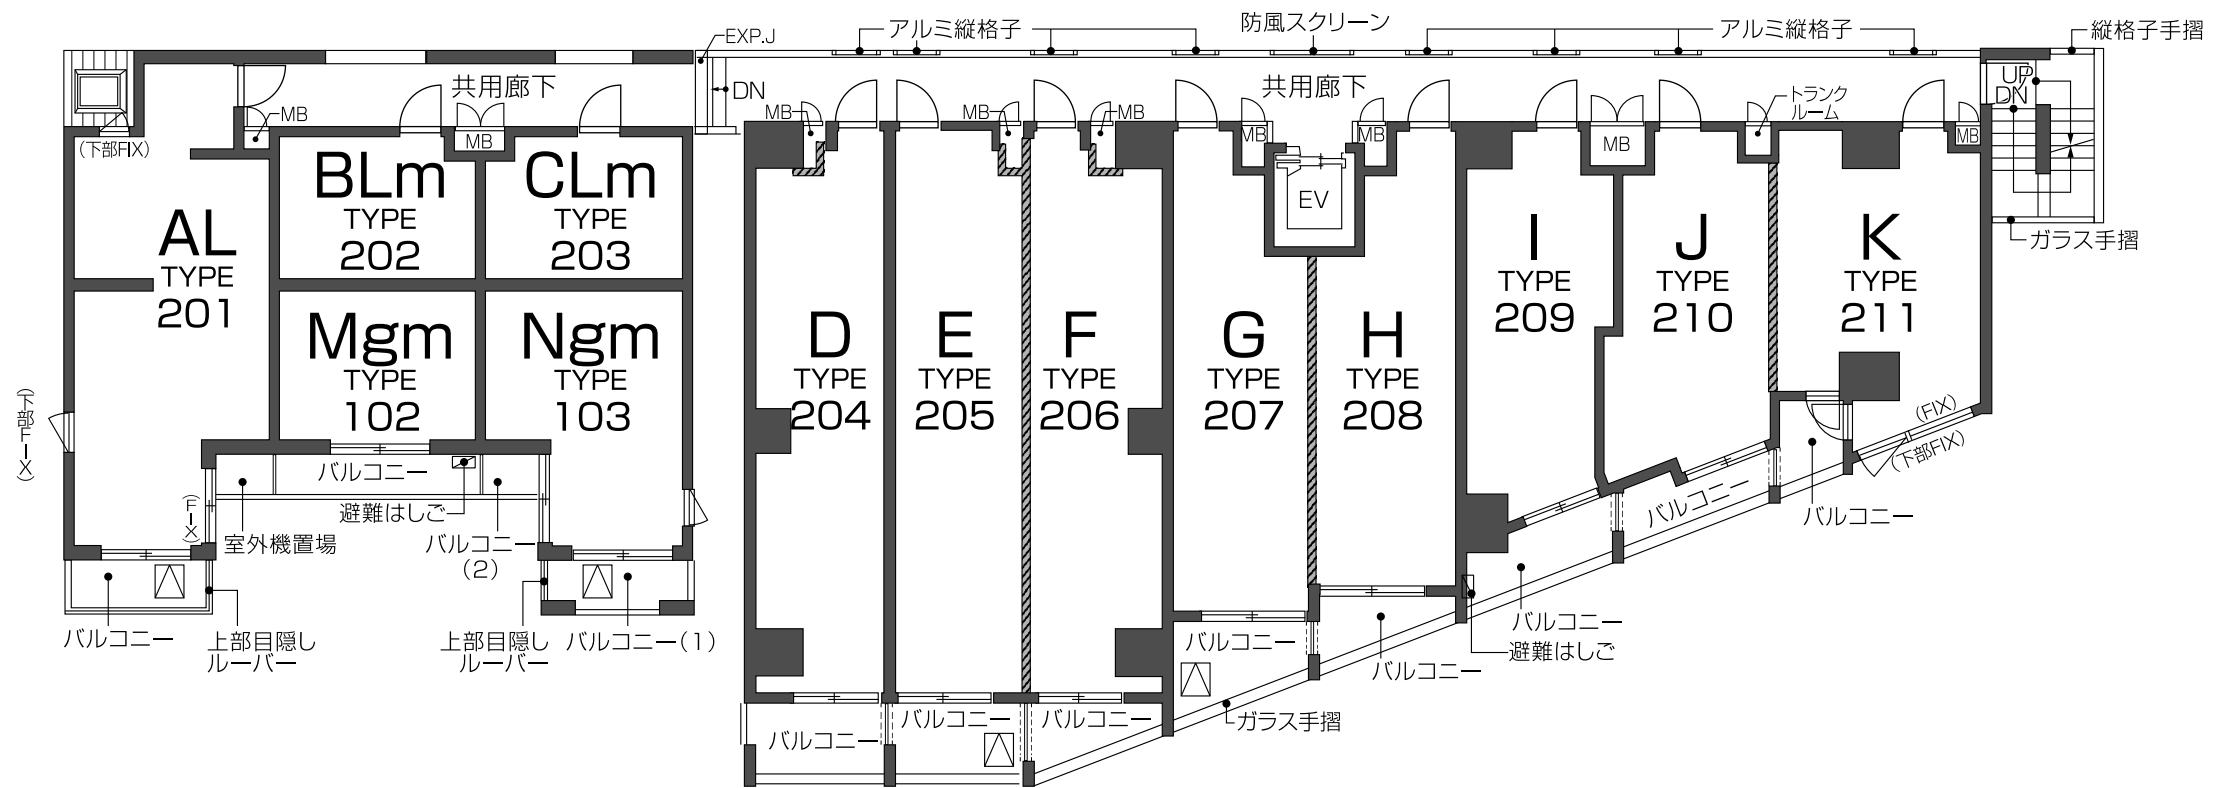 アルミ縦格子
防風スクリーン
アルミ縦格子
縦格子手摺
EXP.J
共用廊下
DN
共用廊下
UP
DN
MB
MB
MB
MB
MB
MB
MB
MB
トランク
ルーム
MB
(下部FIX)
EV
ガラス手摺
AL
TYPE
201
BLm
TYPE
202
CLm
TYPE
203
Mgm
TYPE
102
Ngm
TYPE
103
D
TYPE
204
E
TYPE
205
F
TYPE
206
G
TYPE
207
H
TYPE
208
I
TYPE
209
J
TYPE
210
K
TYPE
211
(下部FIX)
(FIX)
(下部FIX)
バルコニー
避難はしご
(FIX)
室外機置場
バルコニー
(2)
バルコニー
上部目隠し
ルーバー
上部目隠し
ルーバー
バルコニー(1)
バルコニー
バルコニー
バルコニー
バルコニー
バルコニー
バルコニー
避難はしご
バルコニー
バルコニー
ガラス手摺